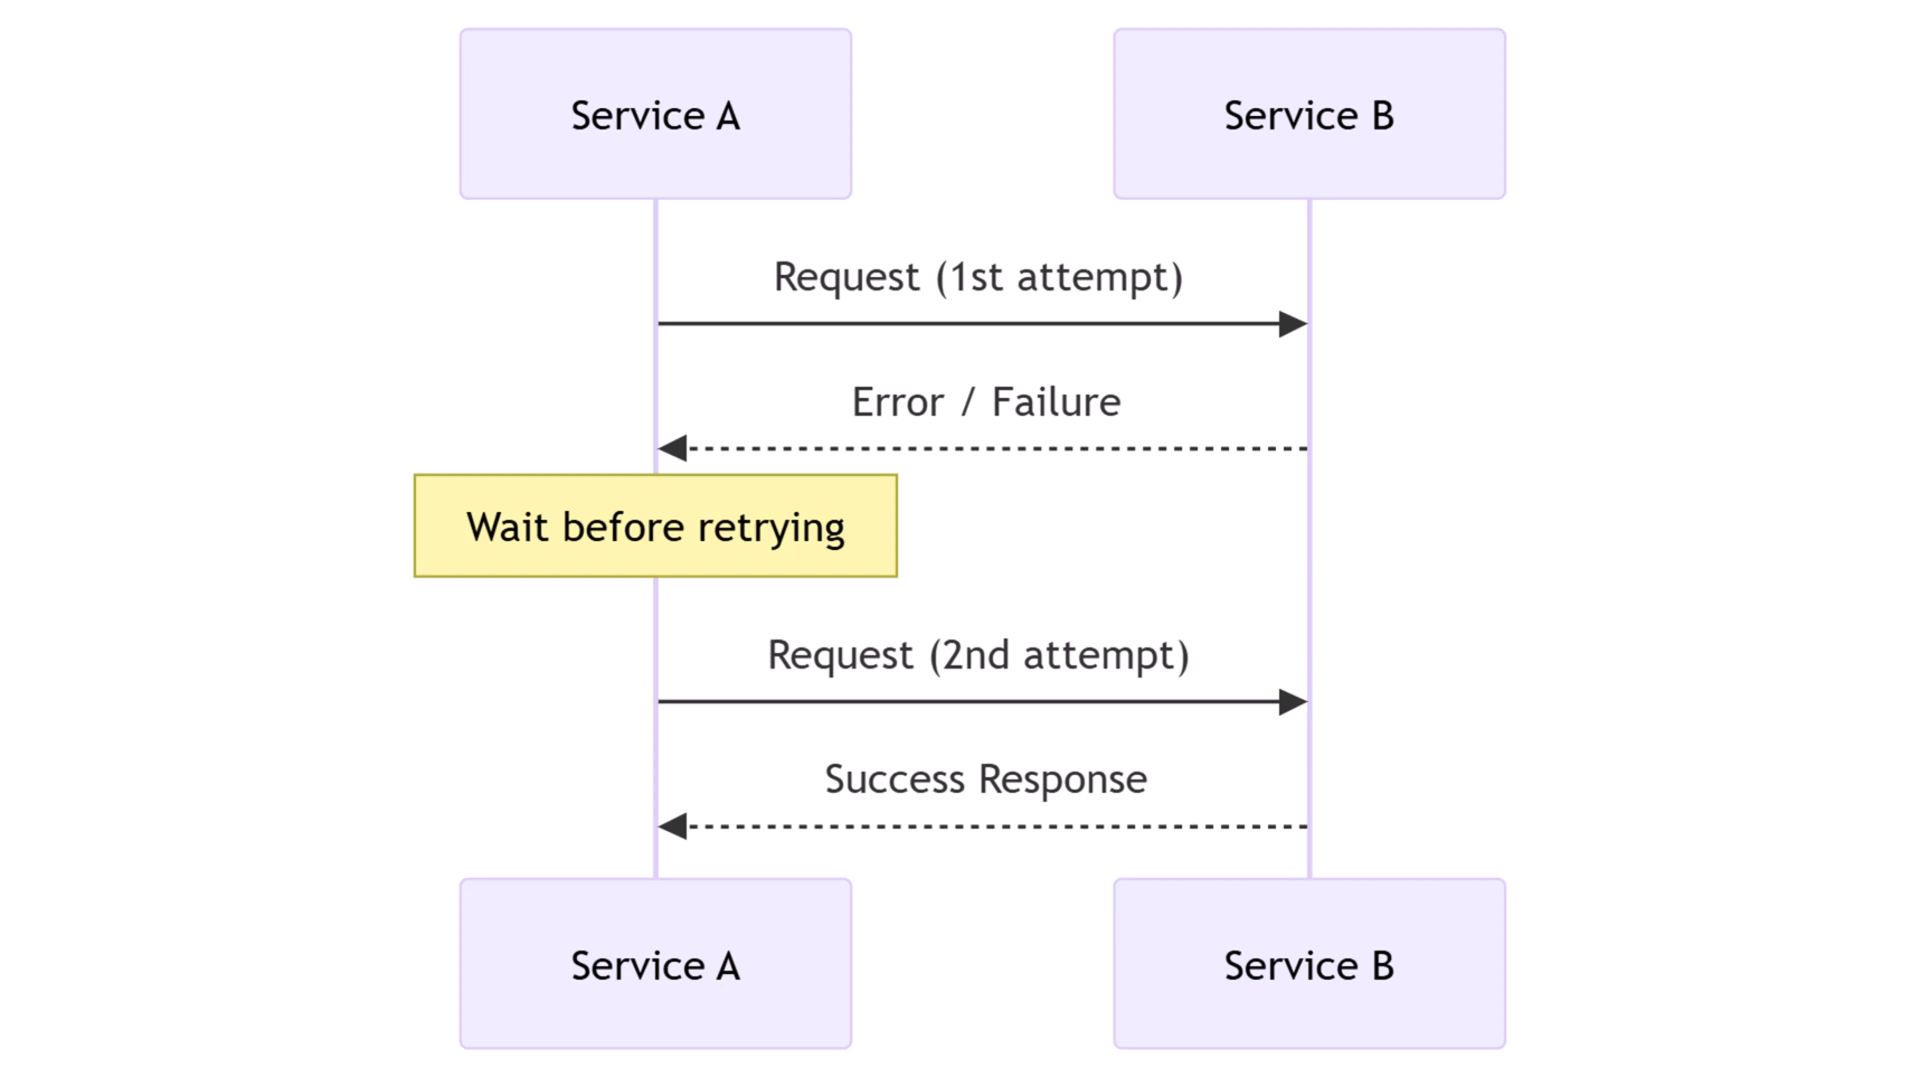 Service A
Service B
Request (1st attempt)
Error / Failure
Wait before retrying
Request (2nd attempt)
Success Response
Service A
Service B